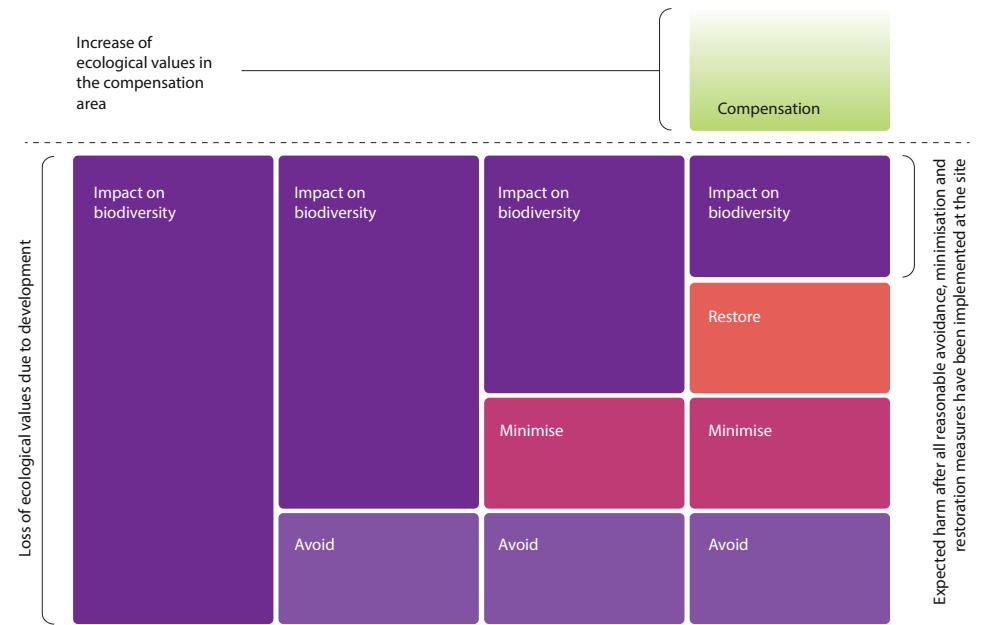 Increase of
ecological values in
the compensation
area
Compensation
Loss of ecological values due to development
Impact on
biodiversity
Impact on
biodiversity
Impact on
biodiversity
Impact on
biodiversity
Restore
Minimise
Minimise
Avoid
Avoid
Avoid
Expected harm after all reasonable avoidance, minimisation and
restoration measures have been implemented at the site